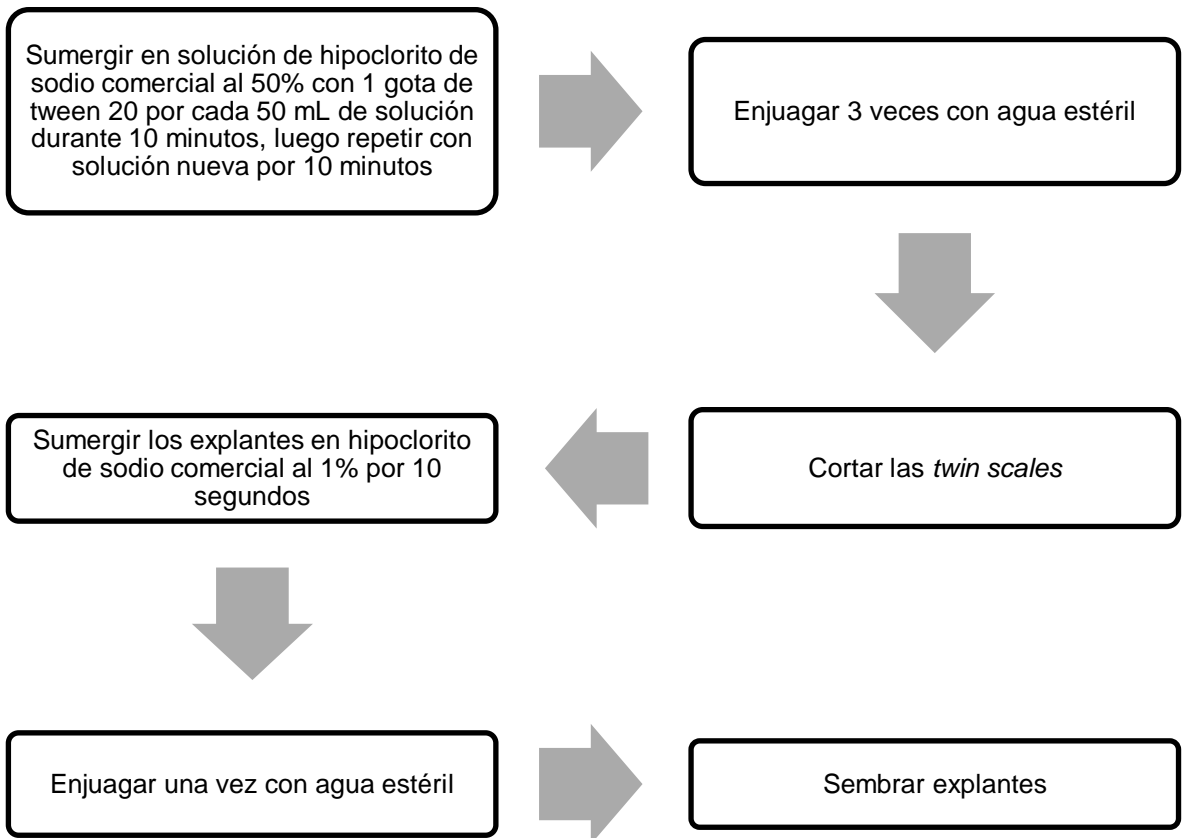 Sumergir en solución de hipoclorito de
sodio comercial al 50% con 1 gota de
tween 20 por cada 50 mL de solución
durante 10 minutos, luego repetir con
solución nueva por 10 minutos
Enjuagar 3 veces con agua estéril
Cortar las twin scales
Sumergir los explantes en hipoclorito
de sodio comercial al 1% por 10
segundos
Enjuagar una vez con agua estéril
Sembrar explantes